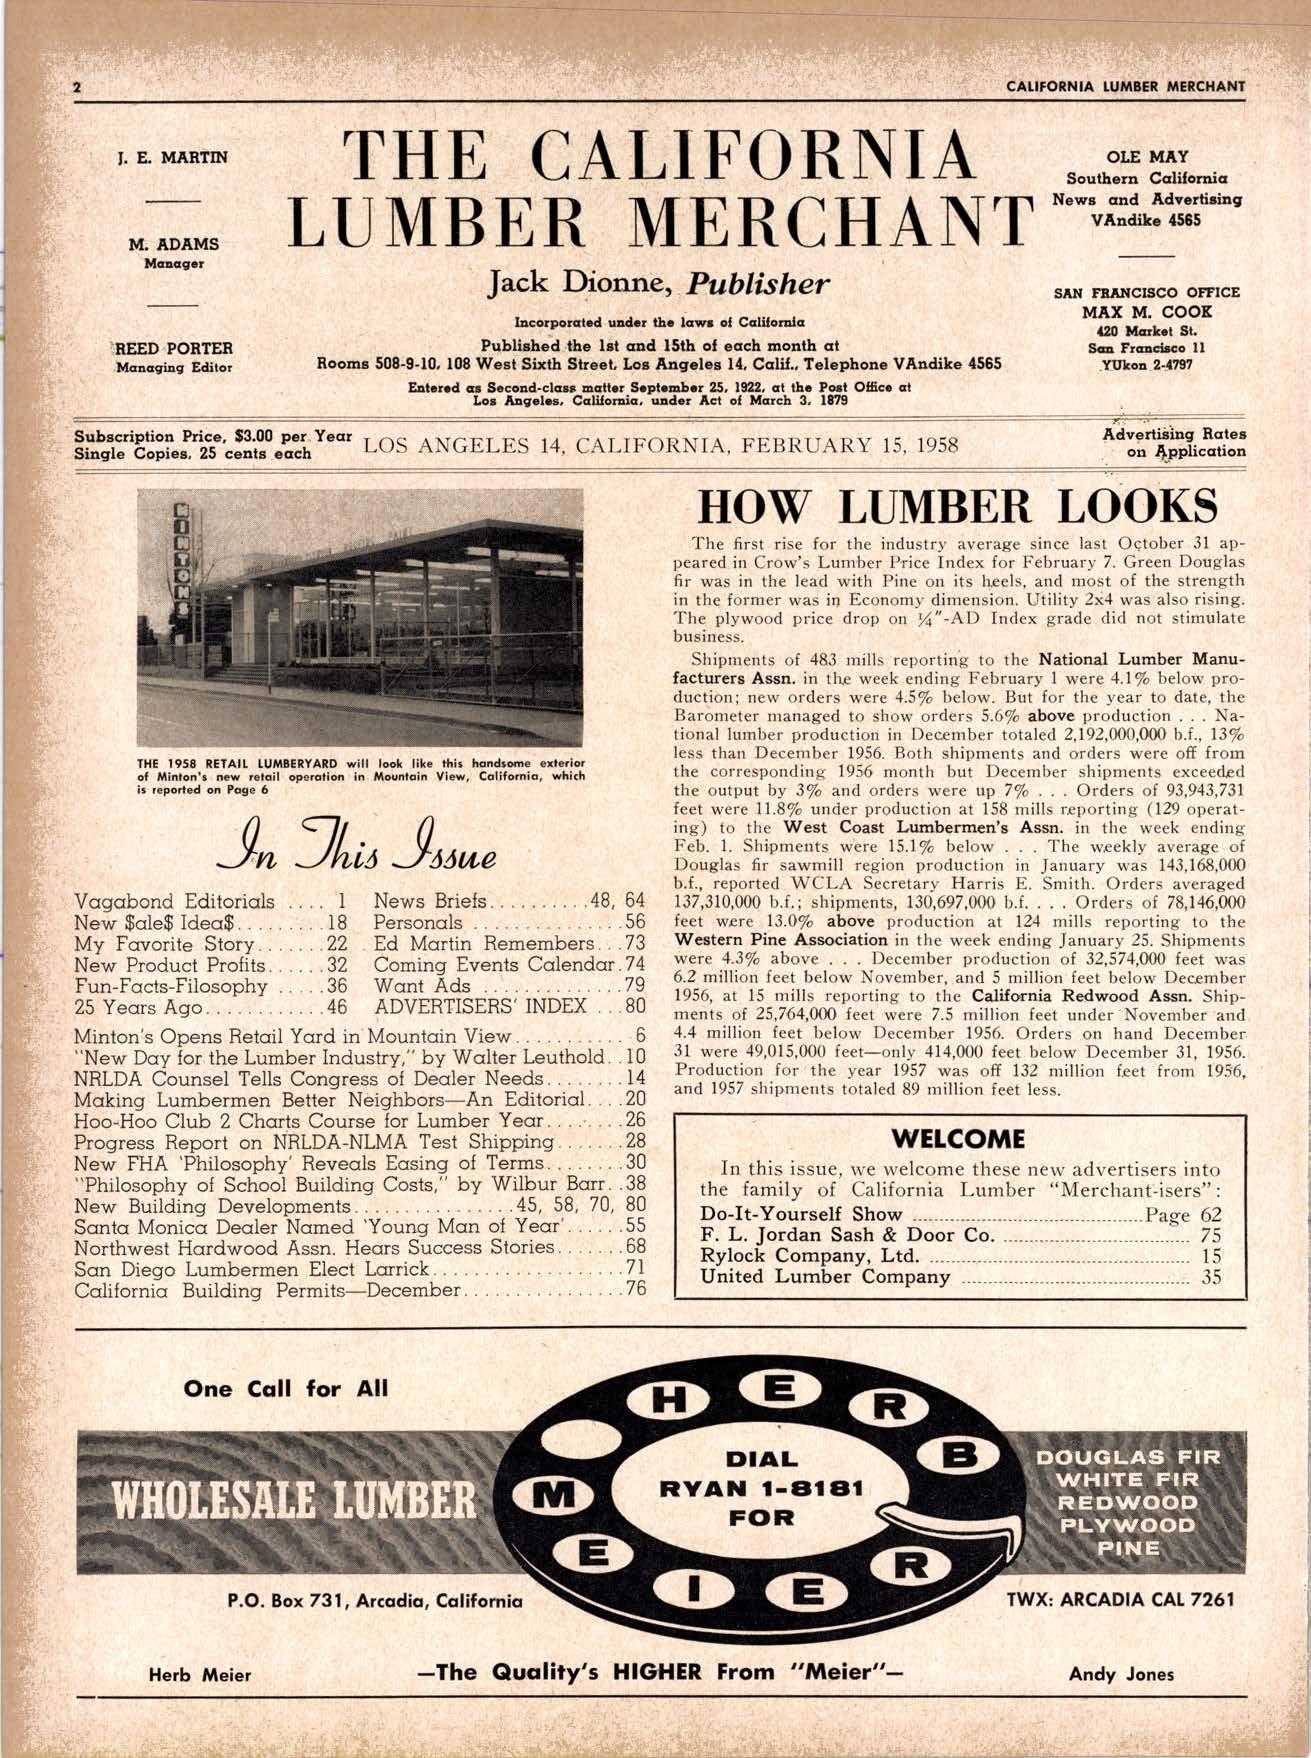 2
CALIFORNIA LUMBER MERCHANT
J. E. MARTIN
M. ADAMS
Manager
REED PORTER
Managing Editor
THE CALIFORNIA
LUMBER MERCHANT
Jack Dionne, Publisher
Incorporated under the laws of California
Published the 1st and 15th of each month at
Rooms 508-9-10, 108 West Sixth Street, Los Angeles 14, Calif., Telephone VAndike 4565
Entered as Second-class matter September 25, 1922, at the Post Office at
Los Angeles, California, under Act of March 3, 1879
OLE MAY
Southern California
News and Advertising
VAndike 4565
SAN FRANCISCO OFFICE
MAX M. COOK
420 Market St.
San Francisco 11
YUkon 2-4797
Subscription Price, $3.00 per Year
Single Copies, 25 cents each
LOS ANGELES 14, CALIFORNIA, FEBRUARY 15, 1958
Advertising Rates
on Application
MINTONS
THE 1958 RETAIL LUMBERYARD will look like this handsome exterior
of Minton's new retail operation in Mountain View, California, which
is reported on Page 6
In This Issue
Vagabond Editorials .... 1
New $ale$ Idea$.........18
My Favorite Story.......22
New Product Profits......32
Fun-Facts-Filosophy .....36
25 Years Ago............46
News Briefs..........48, 64
Personals ...............56
Ed Martin Remembers...73
Coming Events Calendar.74
Want Ads ..............79
ADVERTISERS' INDEX ...80
Minton's Opens Retail Yard in Mountain View............6
"New Day for the Lumber Industry," by Walter Leuthold..10
NRLDA Counsel Tells Congress of Dealer Needs........14
Making Lumbermen Better Neighbors—An Editorial....20
Hoo-Hoo Club 2 Charts Course for Lumber Year........26
Progress Report on NRLDA-NLMA Test Shipping.......28
New FHA 'Philosophy' Reveals Easing of Terms........30
"Philosophy of School Building Costs," by Wilbur Barr..38
New Building Developments................45, 58, 70, 80
Santa Monica Dealer Named 'Young Man of Year'......55
Northwest Hardwood Assn. Hears Success Stories.......68
San Diego Lumbermen Elect Larrick...................71
California Building Permits—December................76
HOW LUMBER LOOKS
The first rise for the industry average since last October 31 ap-
peared in Crow's Lumber Price Index for February 7. Green Douglas
fir was in the lead with Pine on its heels, and most of the strength
in the former was in Economy dimension. Utility 2x4 was also rising.
The plywood price drop on ¼"-AD Index grade did not stimulate
business.
Shipments of 483 mills reporting to the National Lumber Manu-
facturers Assn. in the week ending February 1 were 4.1% below pro-
duction; new orders were 4.5% below. But for the year to date, the
Barometer managed to show orders 5.6% above production . . . Na-
tional lumber production in December totaled 2,192,000,000 b.f., 13%
less than December 1956. Both shipments and orders were off from
the corresponding 1956 month but December shipments exceeded
the output by 3% and orders were up 7% . . . Orders of 93,943,731
feet were 11.8% under production at 158 mills reporting (129 operat-
ing) to the West Coast Lumbermen's Assn. in the week ending
Feb. 1. Shipments were 15.1% below . . . The weekly average of
Douglas fir sawmill region production in January was 143,168,000
b.f., reported WCLA Secretary Harris E. Smith. Orders averaged
137,310,000 b.f.; shipments, 130,697,000 b.f. . . . Orders of 78,146,000
feet were 13.0% above production at 124 mills reporting to the
Western Pine Association in the week ending January 25. Shipments
were 4.3% above . . . December production of 32,574,000 feet was
6.2 million feet below November, and 5 million feet below December
1956, at 15 mills reporting to the California Redwood Assn. Ship-
ments of 25,764,000 feet were 7.5 million feet under November and
4.4 million feet below December 1956. Orders on hand December
31 were 49,015,000 feet—only 414,000 feet below December 31, 1956.
Production for the year 1957 was off 132 million feet from 1956,
and 1957 shipments totaled 89 million feet less.
WELCOME
In this issue, we welcome these new advertisers into
the family of California Lumber "Merchant-isers":
Do-It-Yourself Show ........ Page 62
F. L. Jordan Sash & Door Co. ........ 75
Rylock Company, Ltd. ........ 15
United Lumber Company ........ 35
One Call for All
WHOLESALE LUMBER
HERB
MEIER
DIAL
RYAN 1-8181
FOR
DOUGLAS FIR
WHITE FIR
REDWOOD
PLYWOOD
PINE
P.O. Box 731, Arcadia, California
TWX: ARCADIA CAL 7261
Herb Meier
—The Quality's HIGHER From "Meier"—
Andy Jones